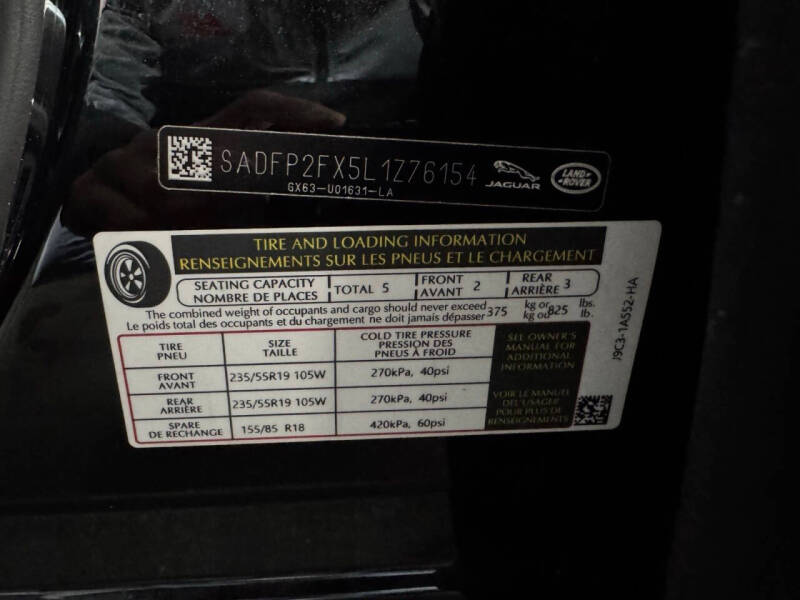 SADFP2FX5L1Z76154
JAGUAR
LAND ROVER
GX63-U01631-LA
TIRE AND LOADING INFORMATION
RENSEIGNEMENTS SUR LES PNEUS ET LE CHARGEMENT
SEATING CAPACITY
NOMBRE DE PLACES
TOTAL 5
FRONT
AVANT 2
REAR
ARRIÈRE 3
The combined weight of occupants and cargo should never exceed 375 kg or 825 lbs.
Le poids total des occupants et du chargement ne doit jamais dépasser kg ou lb.
TIRE
PNEU
SIZE
TAILLE
COLD TIRE PRESSURE
PRESSION DES
PNEUS À FROID
SEE OWNER'S
MANUAL FOR
ADDITIONAL
INFORMATION
FRONT
AVANT
235/55R19 105W
270kPa, 40psi
REAR
ARRIÈRE
235/55R19 105W
270kPa, 40psi
VOIR LE MANUEL
DE L'USAGER
POUR PLUS DE
RENSEIGNEMENTS
SPARE
DE RECHANGE
155/85 R18
420kPa, 60psi
J9C3-1A552-HA